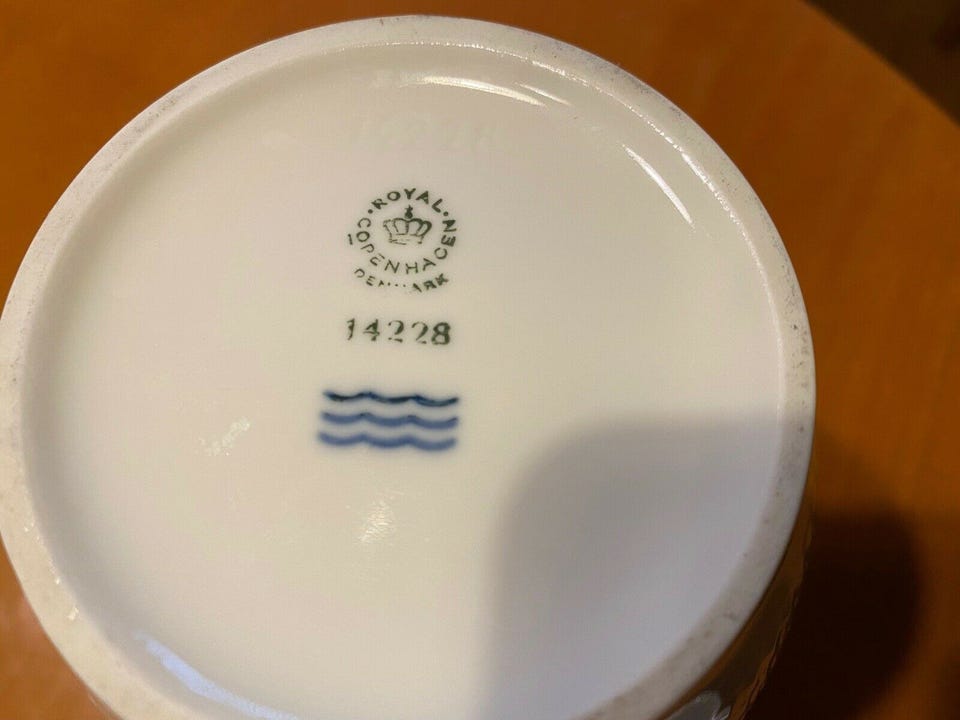 ROYAL
COPENHAGEN
DENMARK
14228